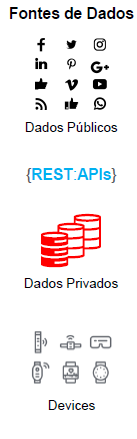 Fontes de Dados
Dados Públicos
{REST:APIs}
Dados Privados
Devices